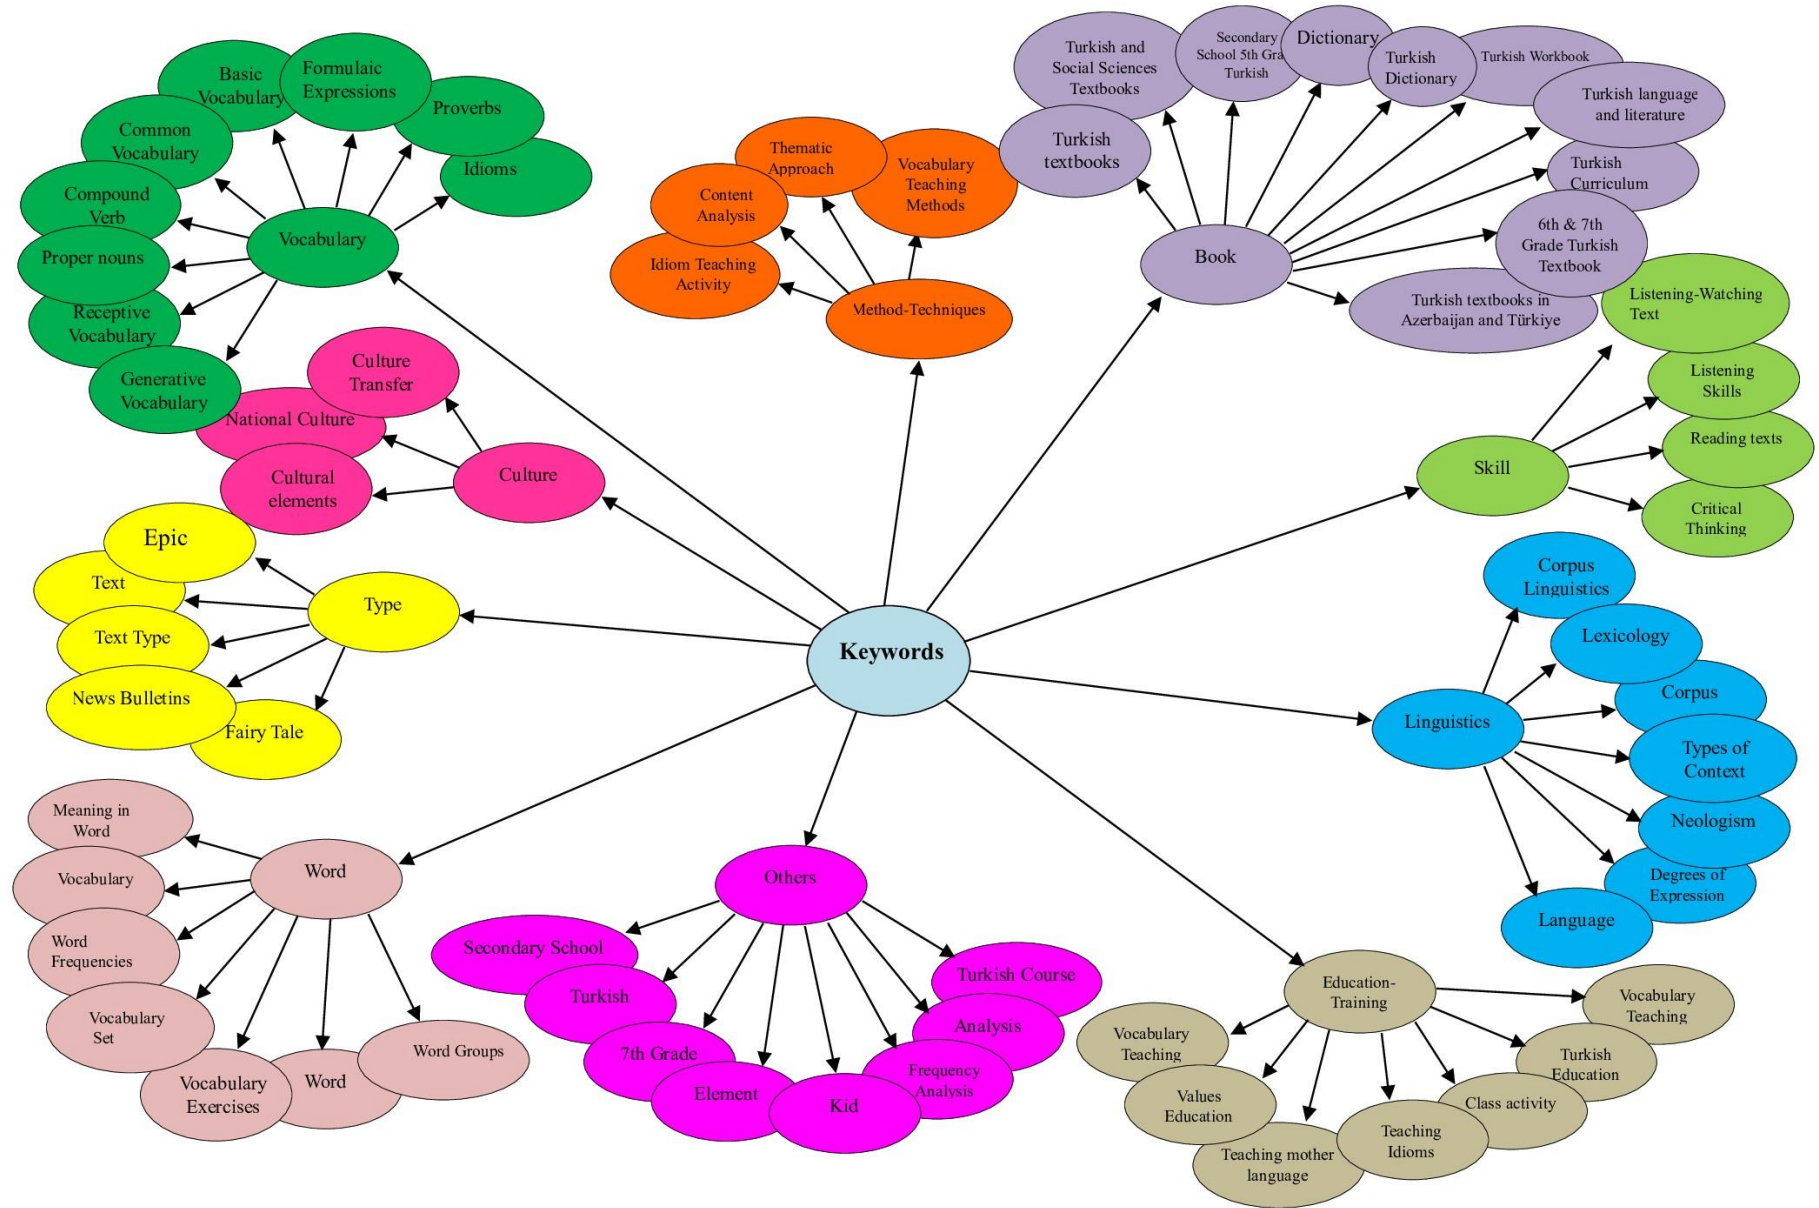 Keywords
Vocabulary
Basic
Vocabulary
Formulaic
Expressions
Proverbs
Idioms
Common
Vocabulary
Compound
Verb
Proper nouns
Receptive
Vocabulary
Generative
Vocabulary
Culture
Culture
Transfer
National Culture
Cultural
elements
Type
Epic
Text
Text Type
News Bulletins
Fairy Tale
Word
Meaning in
Word
Vocabulary
Word
Frequencies
Vocabulary
Set
Vocabulary
Exercises
Word
Word Groups
Others
Secondary School
Turkish
7th Grade
Element
Kid
Frequency
Analysis
Analysis
Turkish Course
Education-
Training
Vocabulary
Teaching
Values
Education
Teaching mother
language
Teaching
Idioms
Class activity
Turkish
Education
Vocabulary
Teaching
Linguistics
Corpus
Linguistics
Lexicology
Corpus
Types of
Context
Neologism
Degrees of
Expression
Language
Skill
Listening-Watching
Text
Listening
Skills
Reading texts
Critical
Thinking
Book
Turkish
textbooks
Turkish and
Social Sciences
Textbooks
Secondary
School 5th Gra
Turkish
Dictionary
Turkish
Dictionary
Turkish Workbook
Turkish language
and literature
Turkish
Curriculum
6th & 7th
Grade Turkish
Textbook
Turkish textbooks in
Azerbaijan and Türkiye
Method-Techniques
Idiom Teaching
Activity
Content
Analysis
Thematic
Approach
Vocabulary
Teaching
Methods